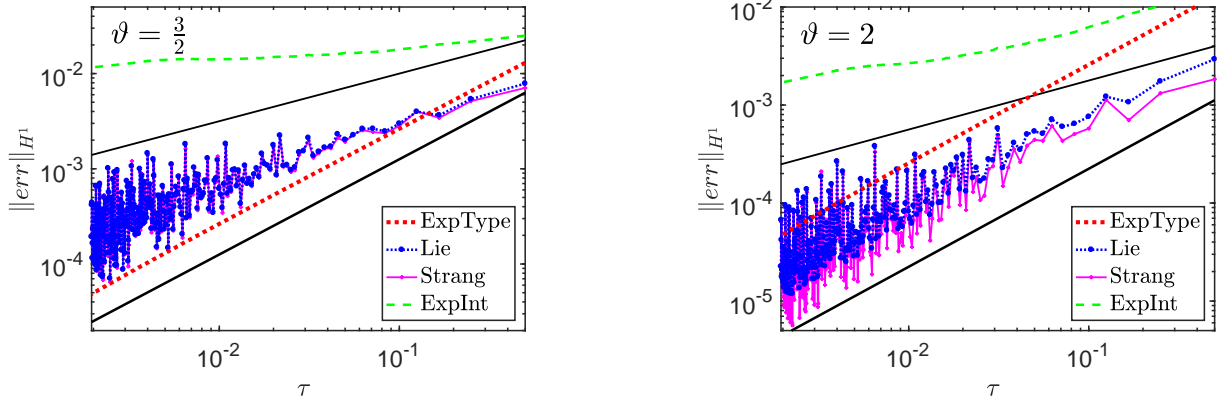 ϑ = 3/2
10^-2
10^-3
10^-4
‖err‖_{H^1}
ExpType
Lie
Strang
ExpInt
10^-2
10^-1
τ
ϑ = 2
10^-2
10^-3
10^-4
10^-5
‖err‖_{H^1}
ExpType
Lie
Strang
ExpInt
10^-2
10^-1
τ